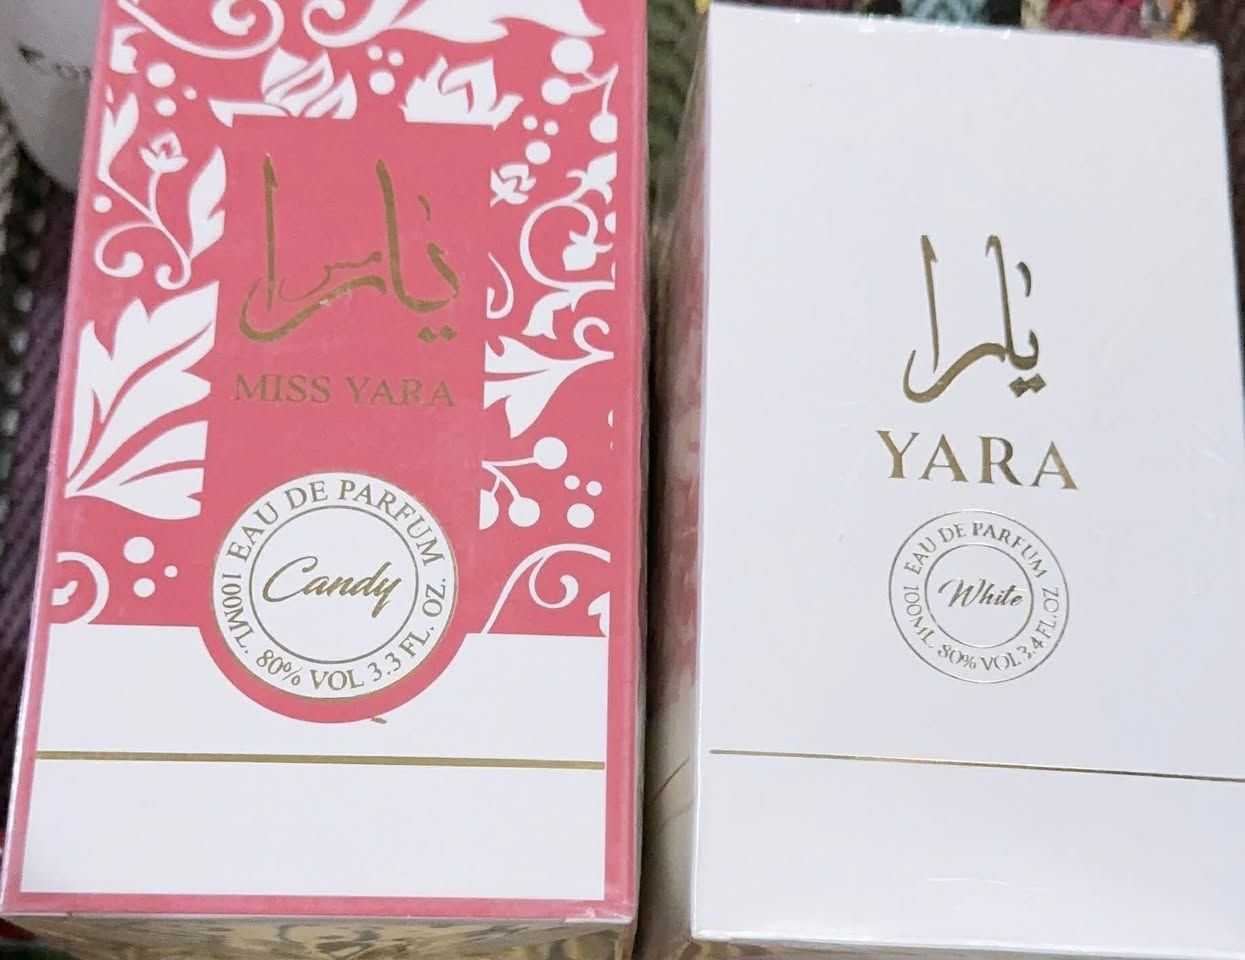 يارا
مس
MISS YARA
EAU DE PARFUM
Candy
100ML. 80% VOL 3.3 FL. OZ.
يارا
YARA
EAU DE PARFUM
White
100ML. 80% VOL 3.4 FL. OZ